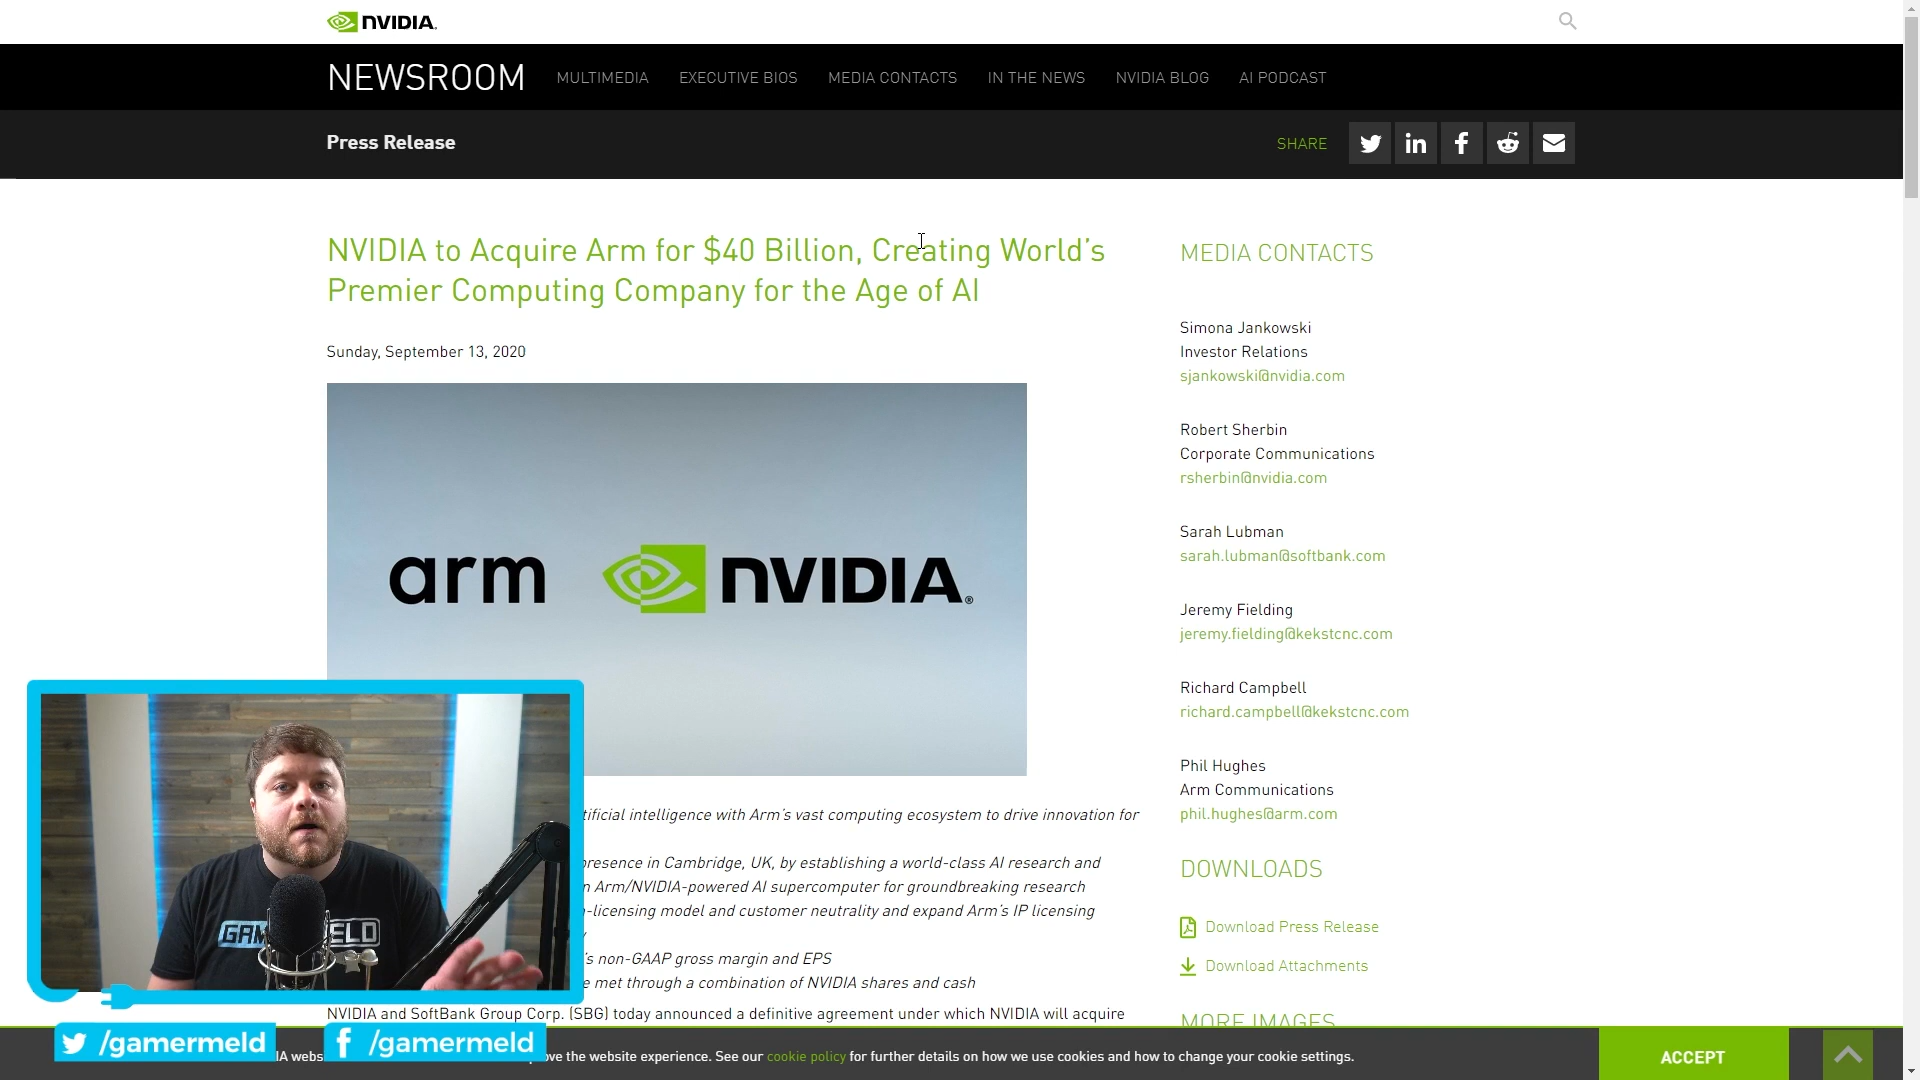 NVIDIA.
NEWSROOM
MULTIMEDIA
EXECUTIVE BIOS
MEDIA CONTACTS
IN THE NEWS
NVIDIA BLOG
AI PODCAST
Press Release
SHARE
NVIDIA to Acquire Arm for $40 Billion, Creating World's
Premier Computing Company for the Age of AI
Sunday, September 13, 2020
arm NVIDIA.®
tificial intelligence with Arm's vast computing ecosystem to drive innovation for
presence in Cambridge, UK, by establishing a world-class AI research and
n Arm/NVIDIA-powered AI supercomputer for groundbreaking research
-licensing model and customer neutrality and expand Arm's IP licensing
's non-GAAP gross margin and EPS
e met through a combination of NVIDIA shares and cash
NVIDIA and SoftBank Group Corp. (SBG) today announced a definitive agreement under which NVIDIA will acquire
MEDIA CONTACTS
Simona Jankowski
Investor Relations
sjankowski@nvidia.com
Robert Sherbin
Corporate Communications
rsherbin@nvidia.com
Sarah Lubman
sarah.lubman@softbank.com
Jeremy Fielding
jeremy.fielding@kekstcnc.com
Richard Campbell
richard.campbell@kekstcnc.com
Phil Hughes
Arm Communications
phil.hughes@arm.com
DOWNLOADS
Download Press Release
Download Attachments
MORE IMAGES
GAM ELD
/gamermeld
/gamermeld
IA webs
ove the website experience. See our cookie policy for further details on how we use cookies and how to change your cookie settings.
ACCEPT